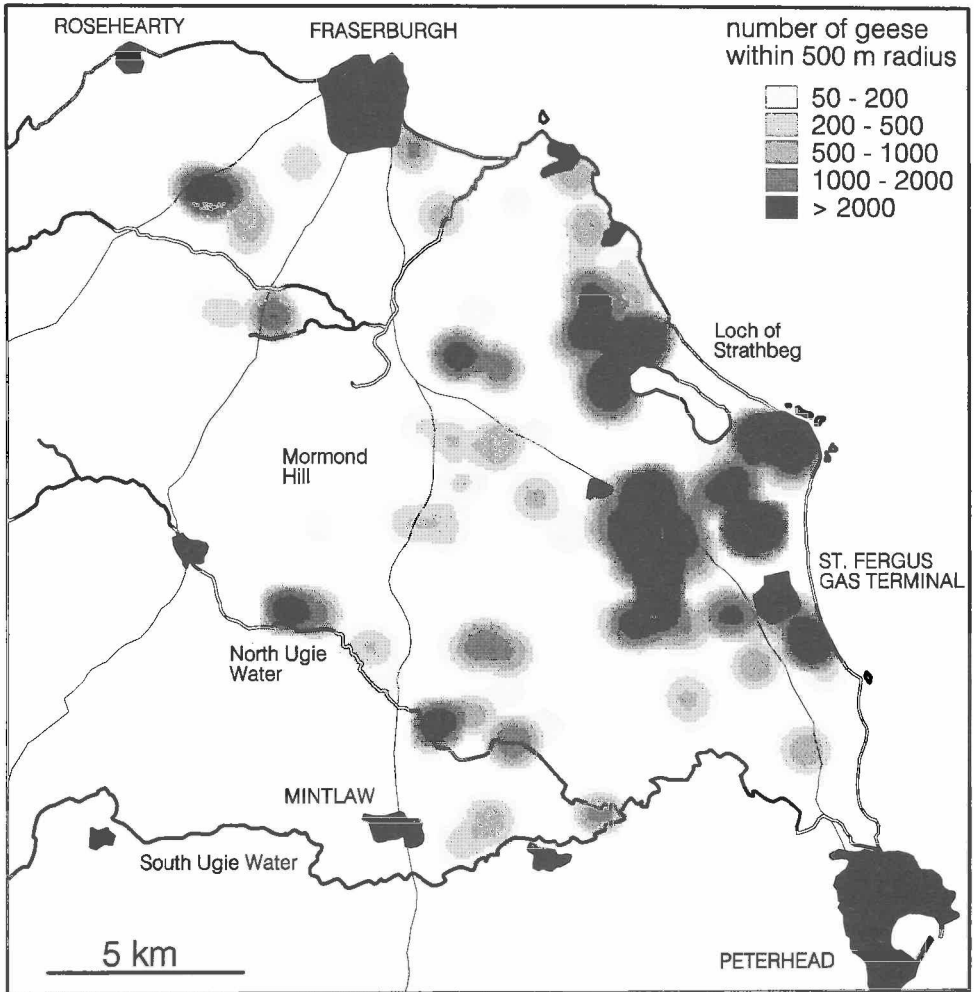 ROSEHEARTY
FRASERBURGH
number of geese
within 500 m radius
50 - 200
200 - 500
500 - 1000
1000 - 2000
> 2000
Loch of
Strathbeg
Mormond
Hill
ST. FERGUS
GAS TERMINAL
North Ugie
Water
MINTLAW
South Ugie Water
5 km
PETERHEAD